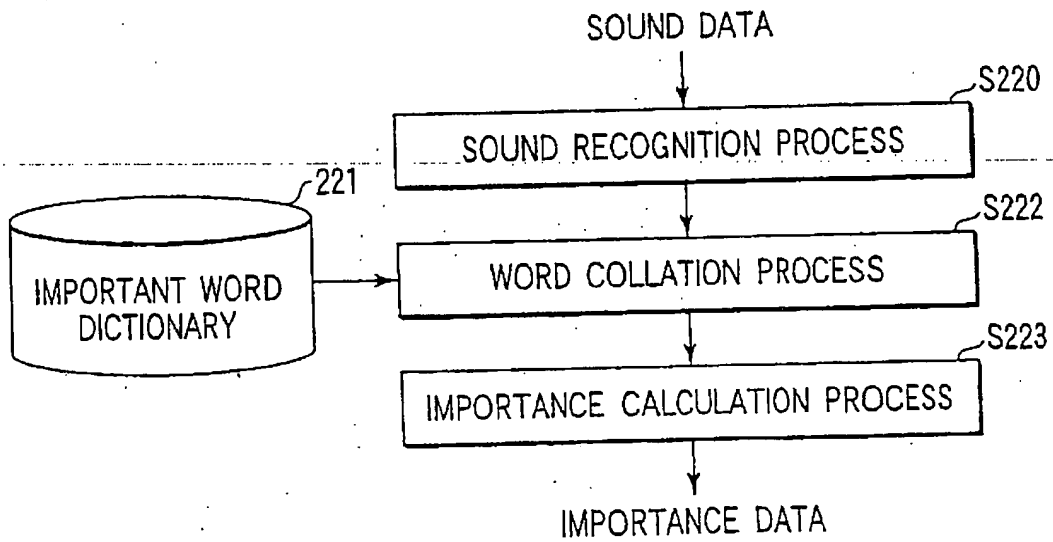 SOUND DATA
S220
SOUND RECOGNITION PROCESS
221
S222
IMPORTANT WORD
DICTIONARY
WORD COLLATION PROCESS
S223
IMPORTANCE CALCULATION PROCESS
IMPORTANCE DATA